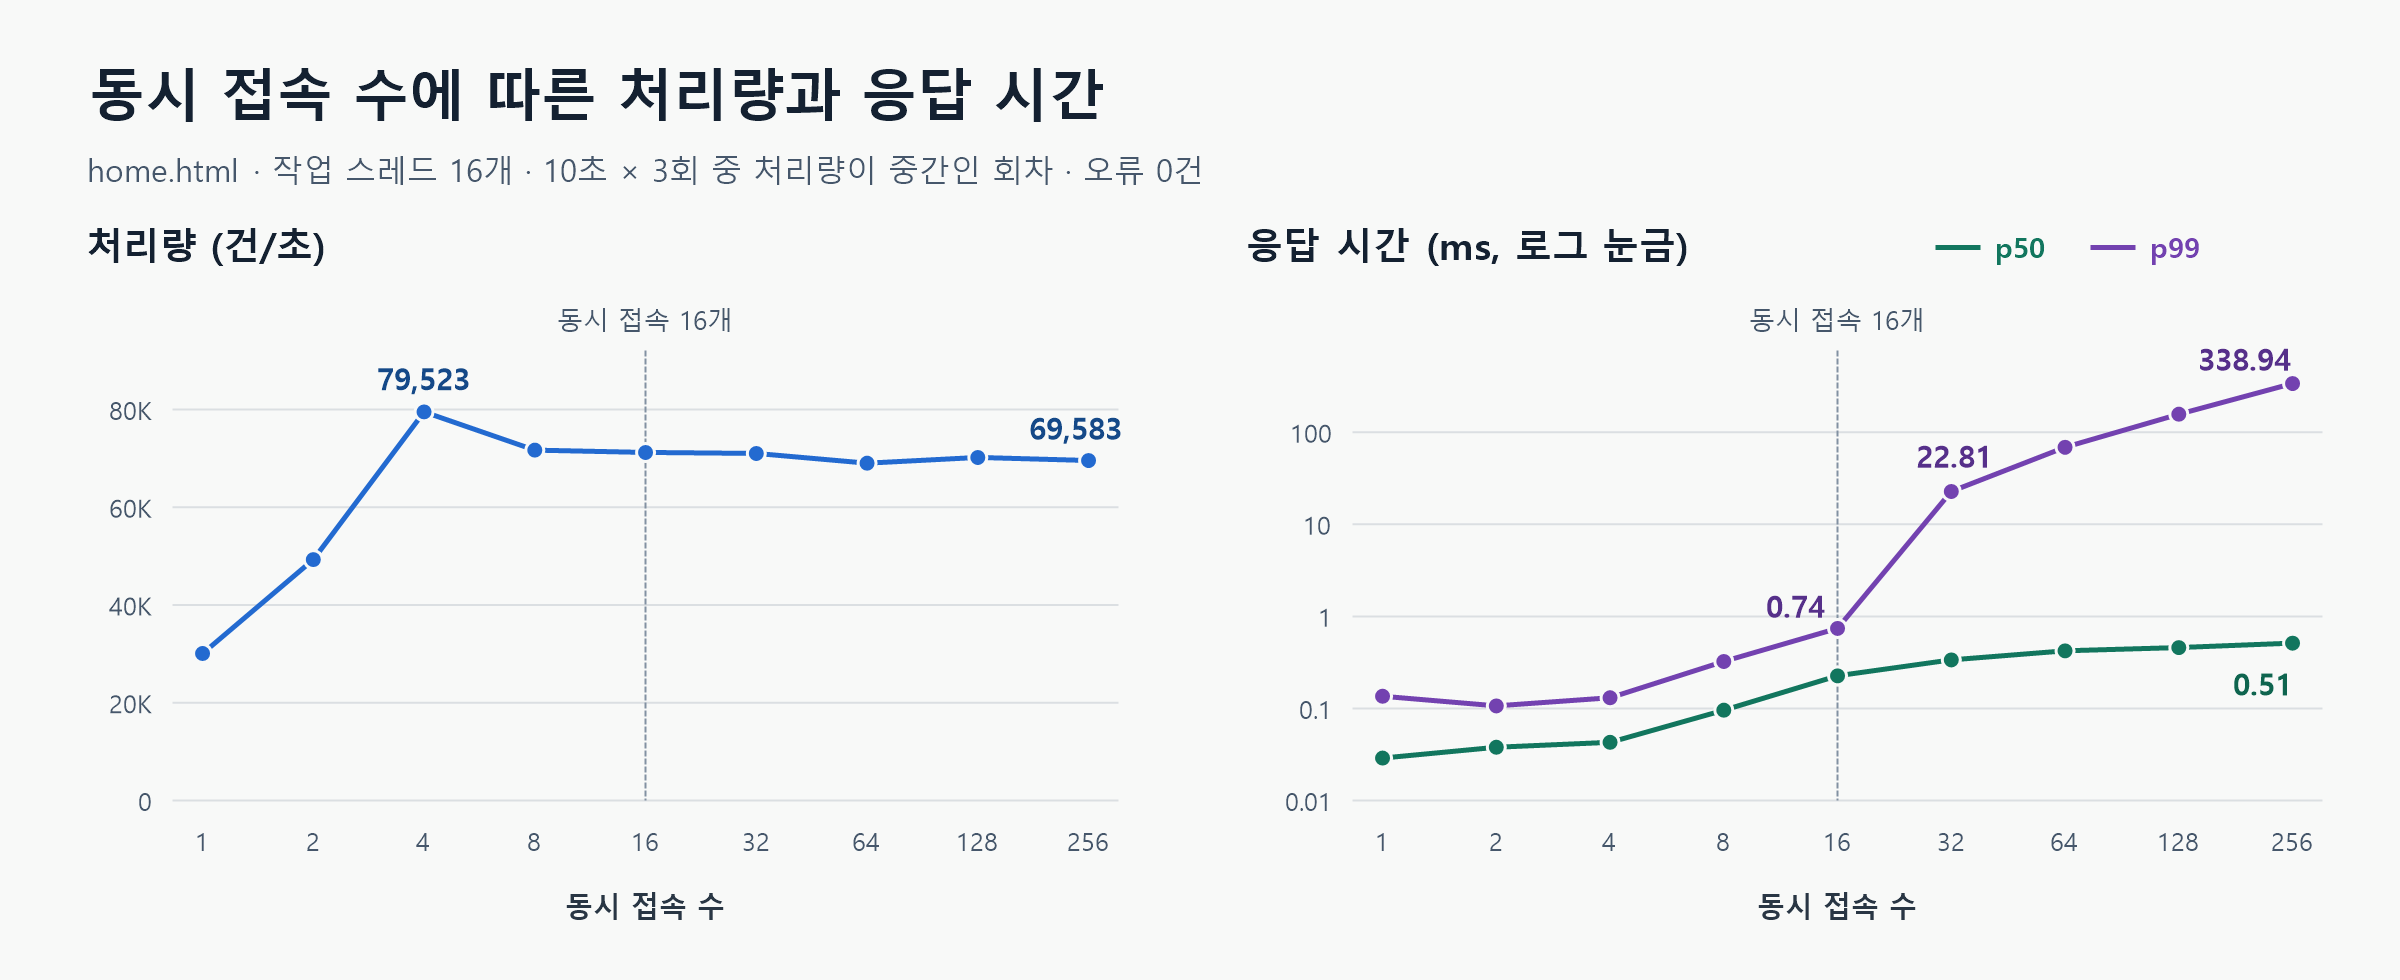 동시 접속 수에 따른 처리량과 응답 시간
home.html · 작업 스레드 16개 · 10초 × 3회 중 처리량이 중간인 회차 · 오류 0건
처리량 (건/초)
동시 접속 16개
79,523
69,583
80K
60K
40K
20K
0
1 2 4 8 16 32 64 128 256
동시 접속 수
응답 시간 (ms, 로그 눈금)
p50 p99
동시 접속 16개
338.94
100
22.81
10
0.74
1
0.51
0.1
0.01
1 2 4 8 16 32 64 128 256
동시 접속 수